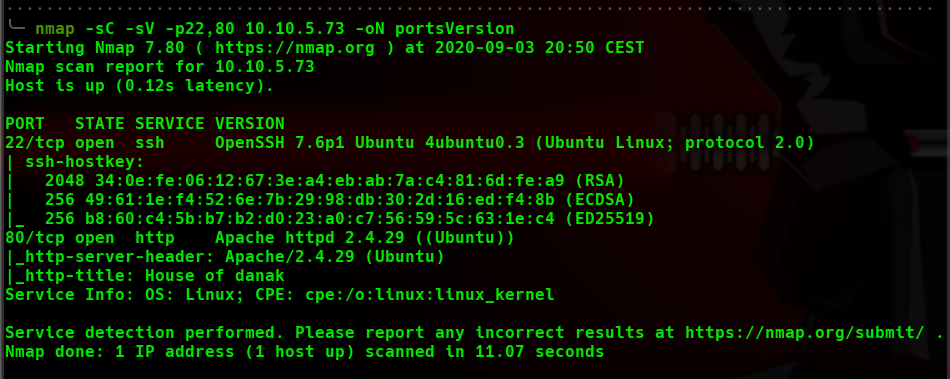 nmap -sC -sV -p22,80 10.10.5.73 -oN portsVersion
Starting Nmap 7.80 ( https://nmap.org ) at 2020-09-03 20:50 CEST
Nmap scan report for 10.10.5.73
Host is up (0.12s latency).
PORT   STATE SERVICE VERSION
22/tcp open  ssh     OpenSSH 7.6p1 Ubuntu 4ubuntu0.3 (Ubuntu Linux; protocol 2.0)
| ssh-hostkey:
|   2048 34:0e:fe:06:12:67:3e:a4:eb:ab:7a:c4:81:6d:fe:a9 (RSA)
|   256 49:61:1e:f4:52:6e:7b:29:98:db:30:2d:16:ed:f4:8b (ECDSA)
|_  256 b8:60:c4:5b:b7:b2:d0:23:a0:c7:56:59:5c:63:1e:c4 (ED25519)
80/tcp open  http    Apache httpd 2.4.29 ((Ubuntu))
|_http-server-header: Apache/2.4.29 (Ubuntu)
|_http-title: House of danak
Service Info: OS: Linux; CPE: cpe:/o:linux:linux_kernel
Service detection performed. Please report any incorrect results at https://nmap.org/submit/ .
Nmap done: 1 IP address (1 host up) scanned in 11.07 seconds